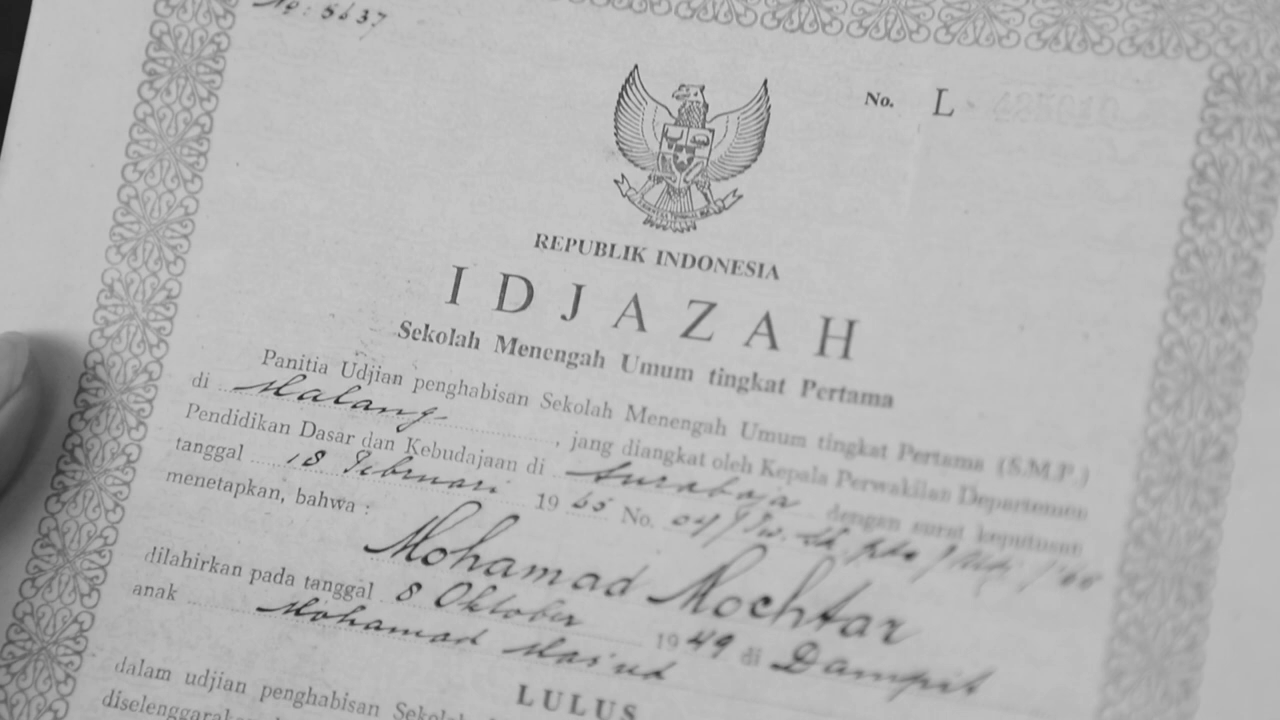 No: 5637
No. L
REPUBLIK INDONESIA
IDJAZAH
Sekolah Menengah Umum tingkat Pertama
Panitia Udjian penghabisan Sekolah Menengah Umum tingkat Pertama (S.M.P.)
di Malang, jang diangkat oleh Kepala Perwakilan Departemen
Pendidikan Dasar dan Kebudajaan di Surabaja dengan surat keputusan
tanggal 18 Februari 1965 No. 04/
menetapkan, bahwa :
Mohamad Mochtar
dilahirkan pada tanggal 8 Oktober 1949 di Dampit
anak Mohamad Mas'ud
LULUS
dalam udjian penghabisan